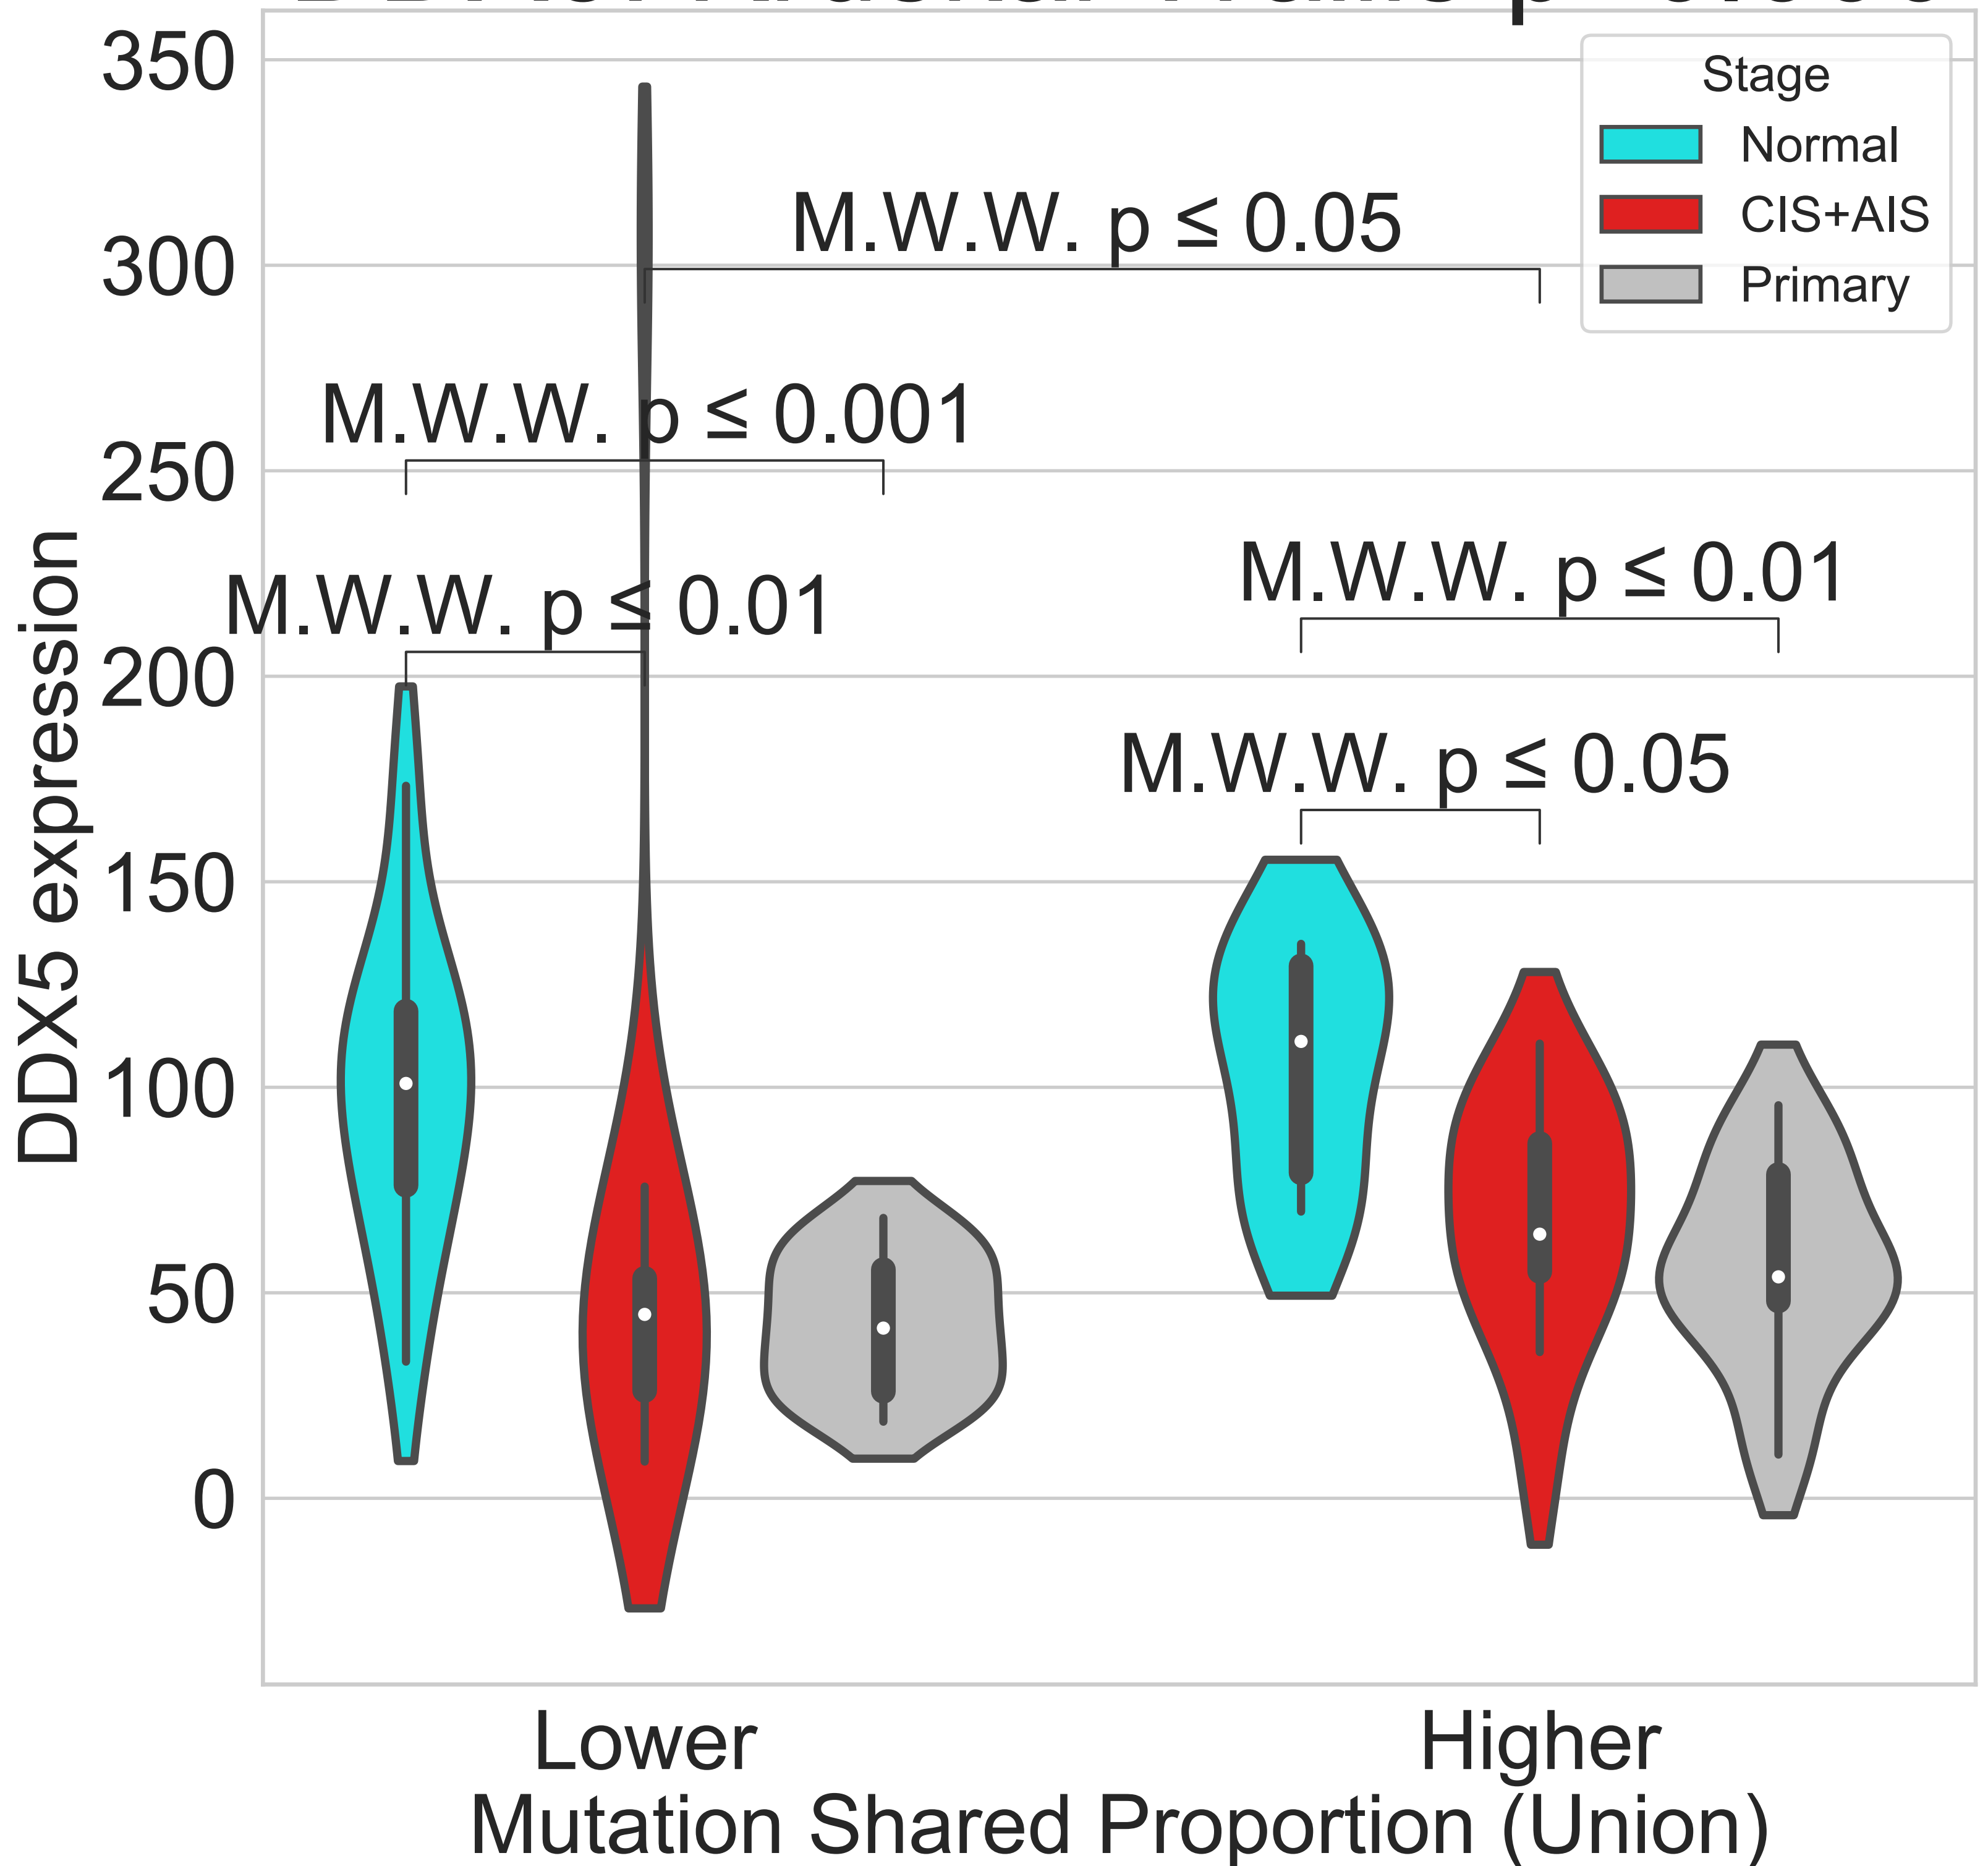 350
300
250
200
150
100
50
0
DDX5 expression
Stage
Normal
CIS+AIS
Primary
M.W.W. p ≤ 0.05
M.W.W. p ≤ 0.001
M.W.W. p ≤ 0.01
M.W.W. p ≤ 0.01
M.W.W. p ≤ 0.05
Lower
Higher
Mutation Shared Proportion (Union)